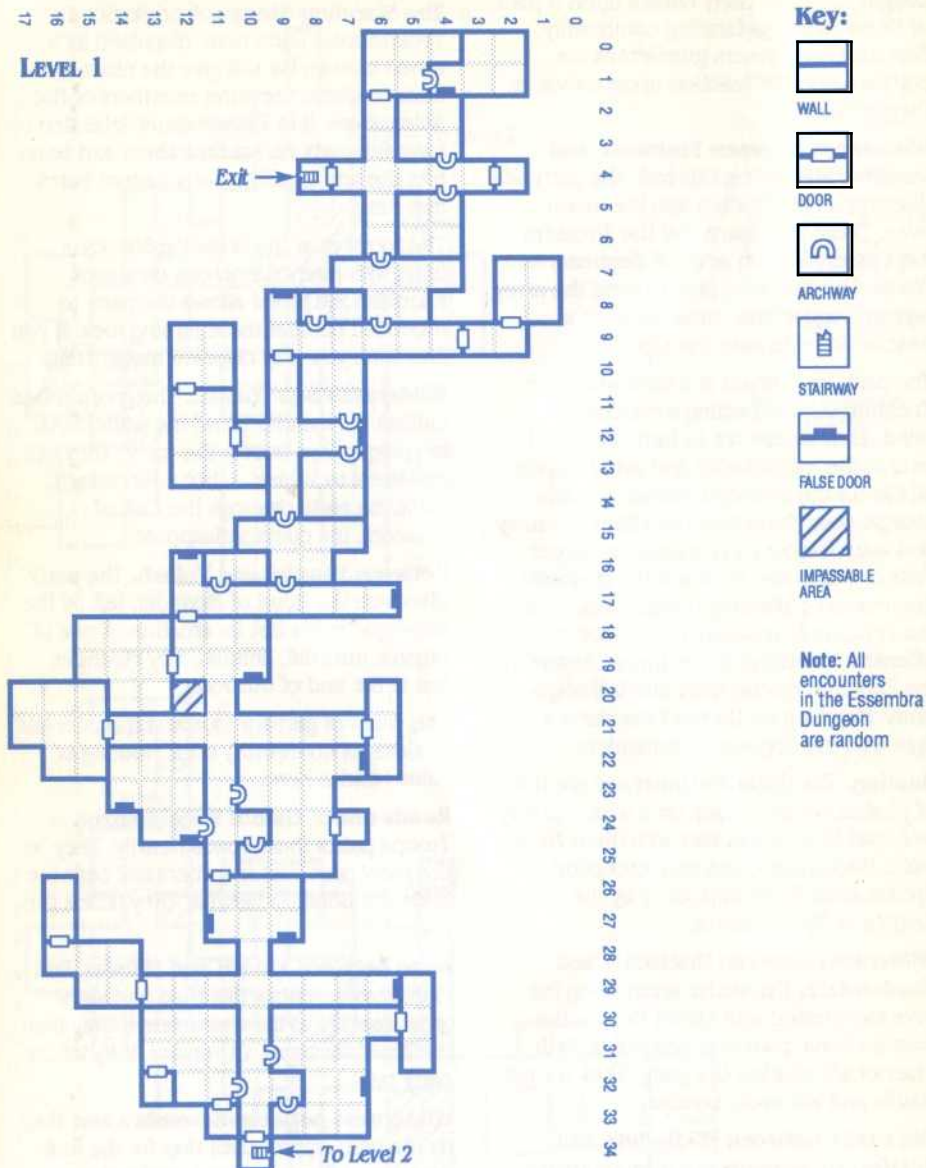 17 16 15 14 13 12 11 10 9 8 7 6 5 4 3 2 1 0
LEVEL 1
Exit
To Level 2
0
1
2
3
4
5
6
7
8
9
10
11
12
13
14
15
16
17
18
19
20
21
22
23
24
25
26
27
28
29
30
31
32
33
34
Key:
WALL
DOOR
ARCHWAY
STAIRWAY
FALSE DOOR
IMPASSABLE
AREA
Note: All
encounters
in the Essembra
Dungeon
are random